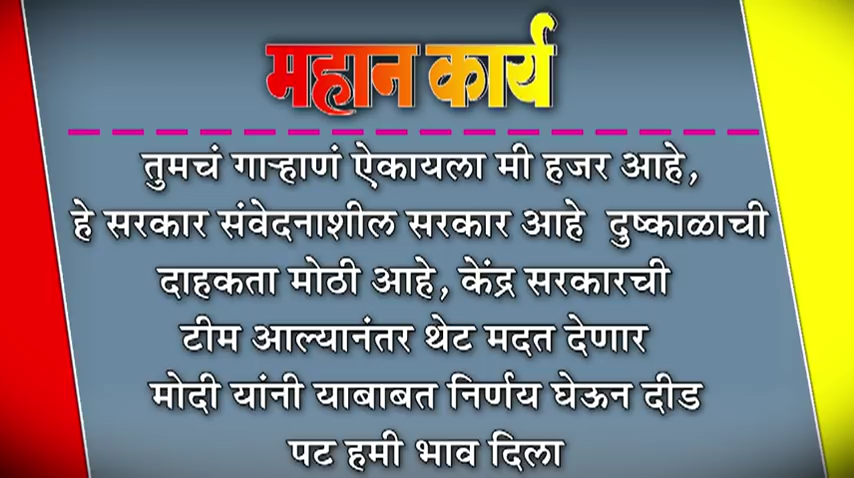 महान कार्य
तुमचं गाऱ्हाणं ऐकायला मी हजर आहे,
हे सरकार संवेदनाशील सरकार आहे दुष्काळाची
दाहकता मोठी आहे, केंद्र सरकारची
टीम आल्यानंतर थेट मदत देणार
मोदी यांनी याबाबत निर्णय घेऊन दीड
पट हमी भाव दिला